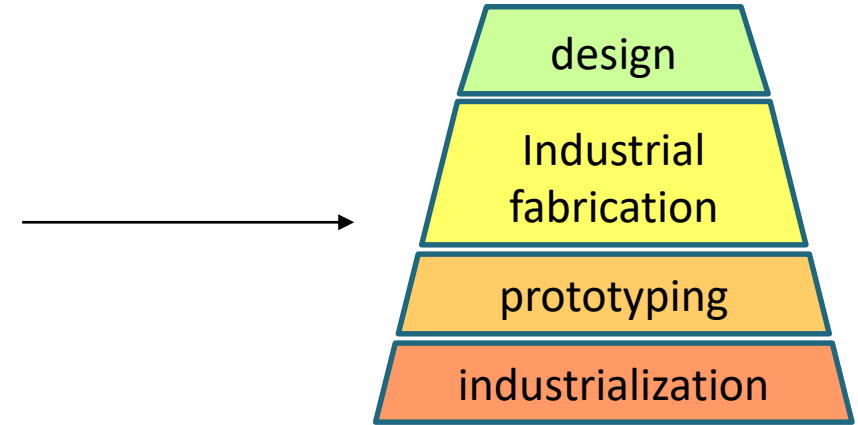 design
Industrial
fabrication
prototyping
industrialization